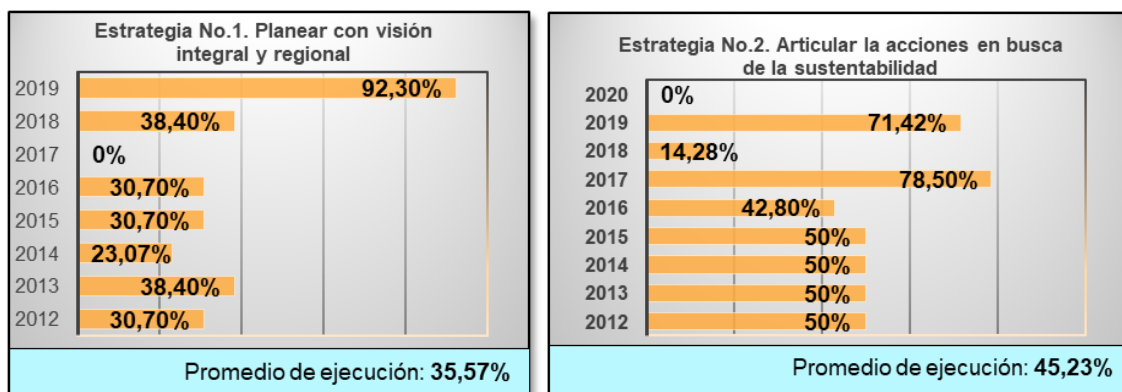 Estrategia No.1. Planear con visión
integral y regional
2019 92,30%
2018 38,40%
2017 0%
2016 30,70%
2015 30,70%
2014 23,07%
2013 38,40%
2012 30,70%
Promedio de ejecución: 35,57%
Estrategia No.2. Articular la acciones en busca
de la sustentabilidad
2020 0%
2019 71,42%
2018 14,28%
2017 78,50%
2016 42,80%
2015 50%
2014 50%
2013 50%
2012 50%
Promedio de ejecución: 45,23%